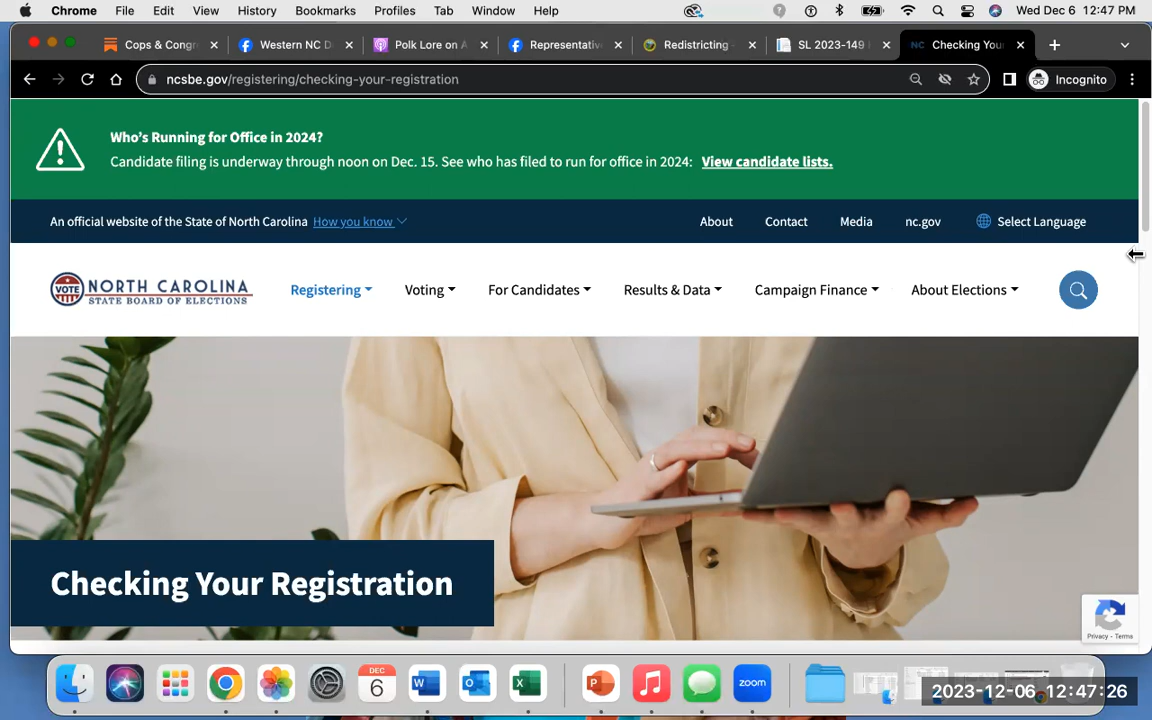 Chrome File Edit View History Bookmarks Profiles Tab Window Help Wed Dec 6 12:47 PM
Cops & Cong Western NC D Polk Lore on A Representativ Redistricting SL 2023-149 Checking You
ncsbe.gov/registering/checking-your-registration Incognito
Who's Running for Office in 2024?
Candidate filing is underway through noon on Dec. 15. See who has filed to run for office in 2024: View candidate lists.
An official website of the State of North Carolina How you know About Contact Media nc.gov Select Language
VOTE NORTH CAROLINA
STATE BOARD OF ELECTIONS
Registering Voting For Candidates Results & Data Campaign Finance About Elections
Checking Your Registration
Privacy - Terms
DEC
6
W O X P zoom
2023-12-06 12:47:26